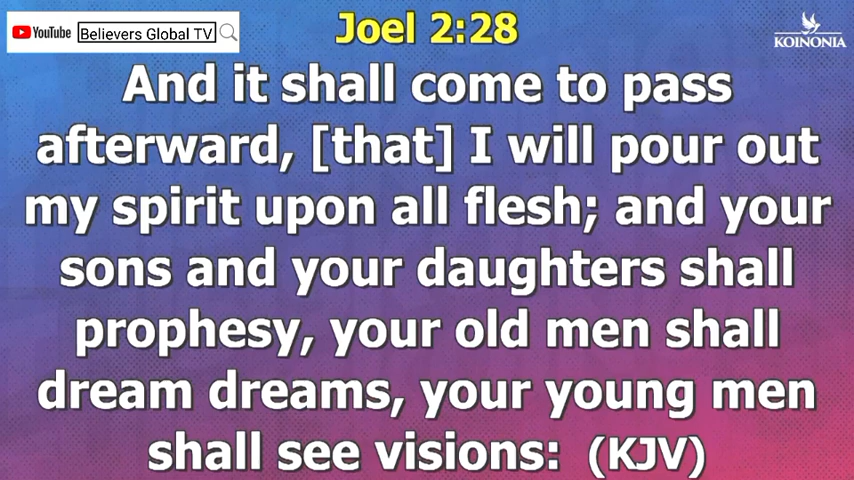 YouTube Believers Global TV
Joel 2:28
KOINONIA
And it shall come to pass
afterward, [that] I will pour out
my spirit upon all flesh; and your
sons and your daughters shall
prophesy, your old men shall
dream dreams, your young men
shall see visions: (KJV)